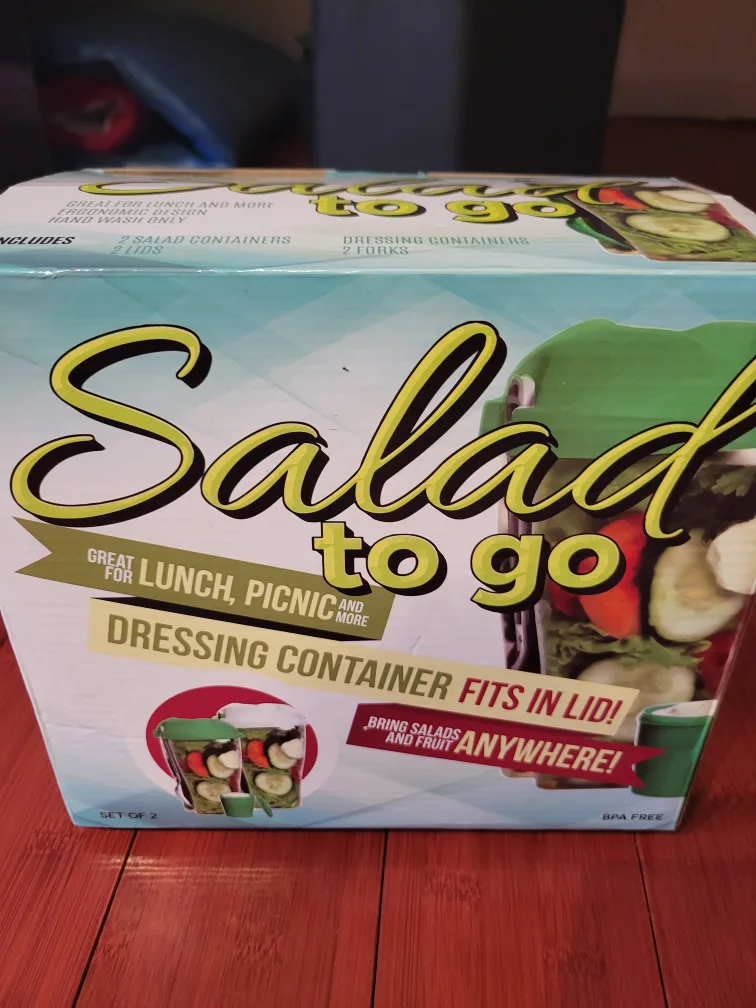 Salad
to go
GREAT FOR LUNCH AND MORE
ERGONOMIC DESIGN
HAND WASH ONLY
NCLUDES
2 SALAD CONTAINERS
2 LIDS
DRESSING CONTAINERS
2 FORKS
Salad
to go
GREAT FOR LUNCH, PICNIC AND MORE
DRESSING CONTAINER FITS IN LID!
BRING SALADS AND FRUIT ANYWHERE!
SET OF 2
BPA FREE